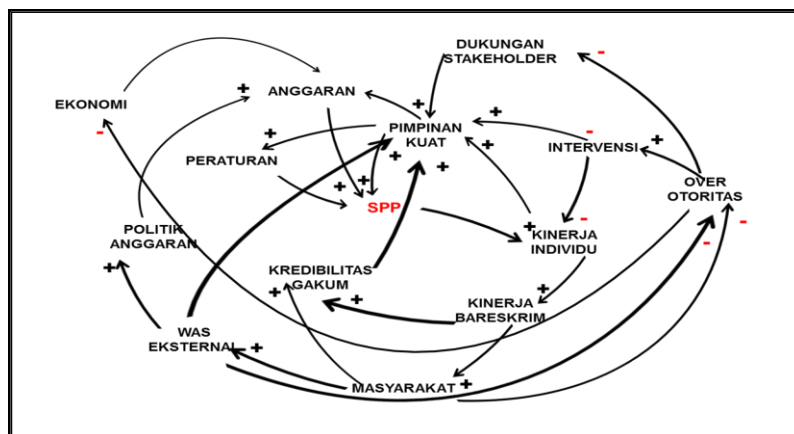 DUKUNGAN
STAKEHOLDER
-
EKONOMI
-
+
ANGGARAN
+
PIMPINAN
KUAT
+
-
INTERVENSI
+
+
PERATURAN
+
+
+
+
+
SPP
OVER
OTORITAS
-
-
POLITIK
ANGGARAN
+
+
-
KINERJA
INDIVIDU
KREDIBILITAS
GAKUM
+
+
+
KINERJA
BARESKRIM
WAS
EKSTERNAL
+
MASYARAKAT
+